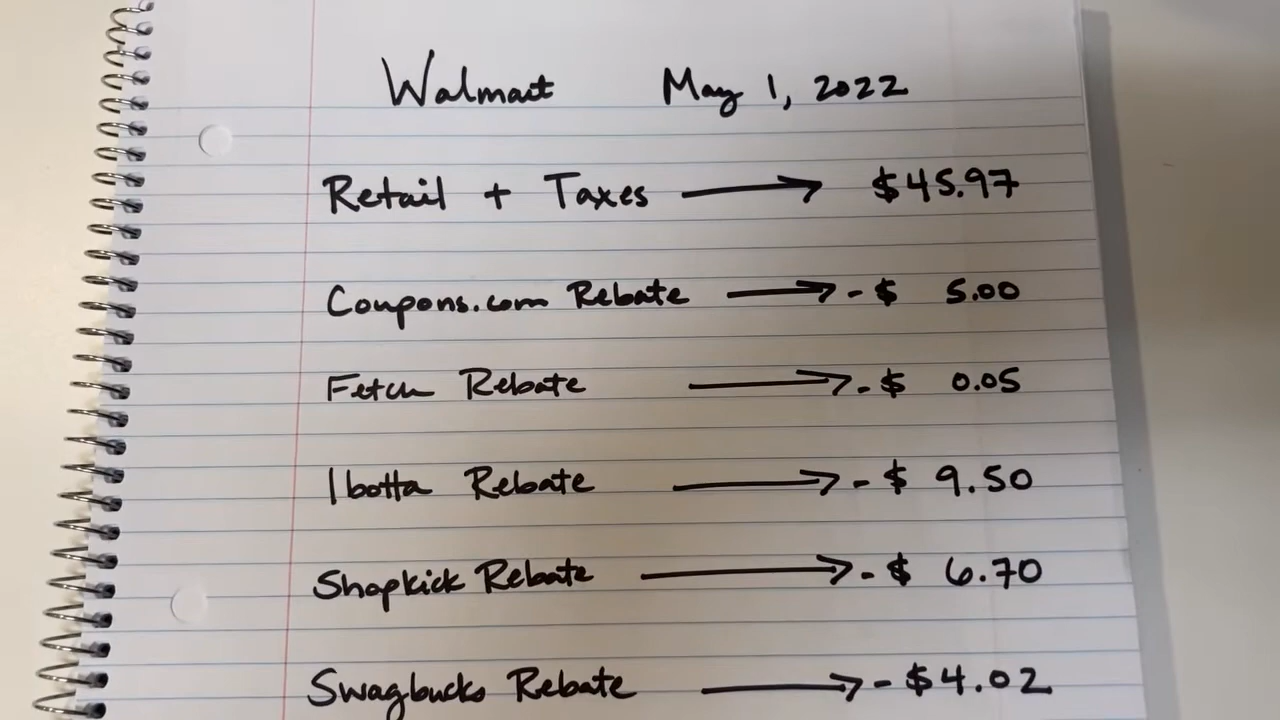 Walmart May 1, 2022
Retail + Taxes → $45.97
Coupons.com Rebate → - $ 5.00
Fetch Rebate → - $ 0.05
Ibotta Rebate → - $ 9.50
Shopkick Rebate → - $ 6.70
Swagbucks Rebate → - $4.02